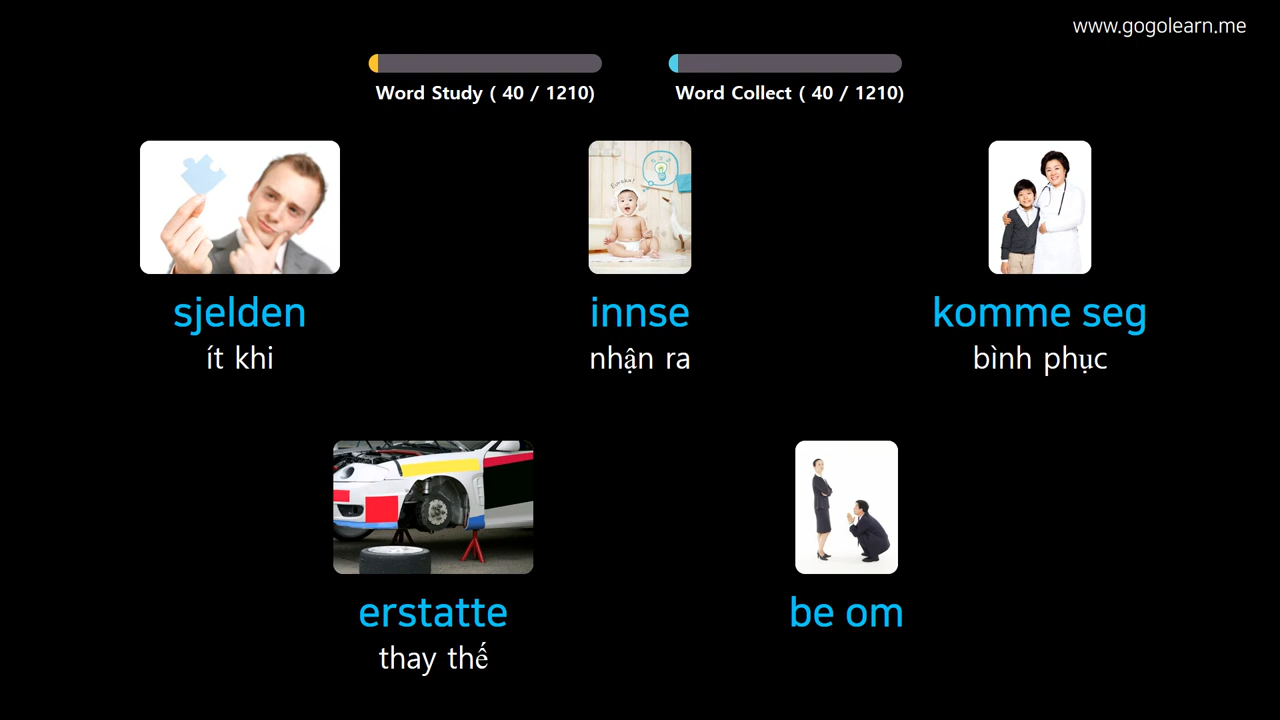 www.gogolearn.me
Word Study ( 40 / 1210)
Word Collect ( 40 / 1210)
Eureka!
sjelden
ít khi
innse
nhận ra
komme seg
bình phục
erstatte
thay thế
be om